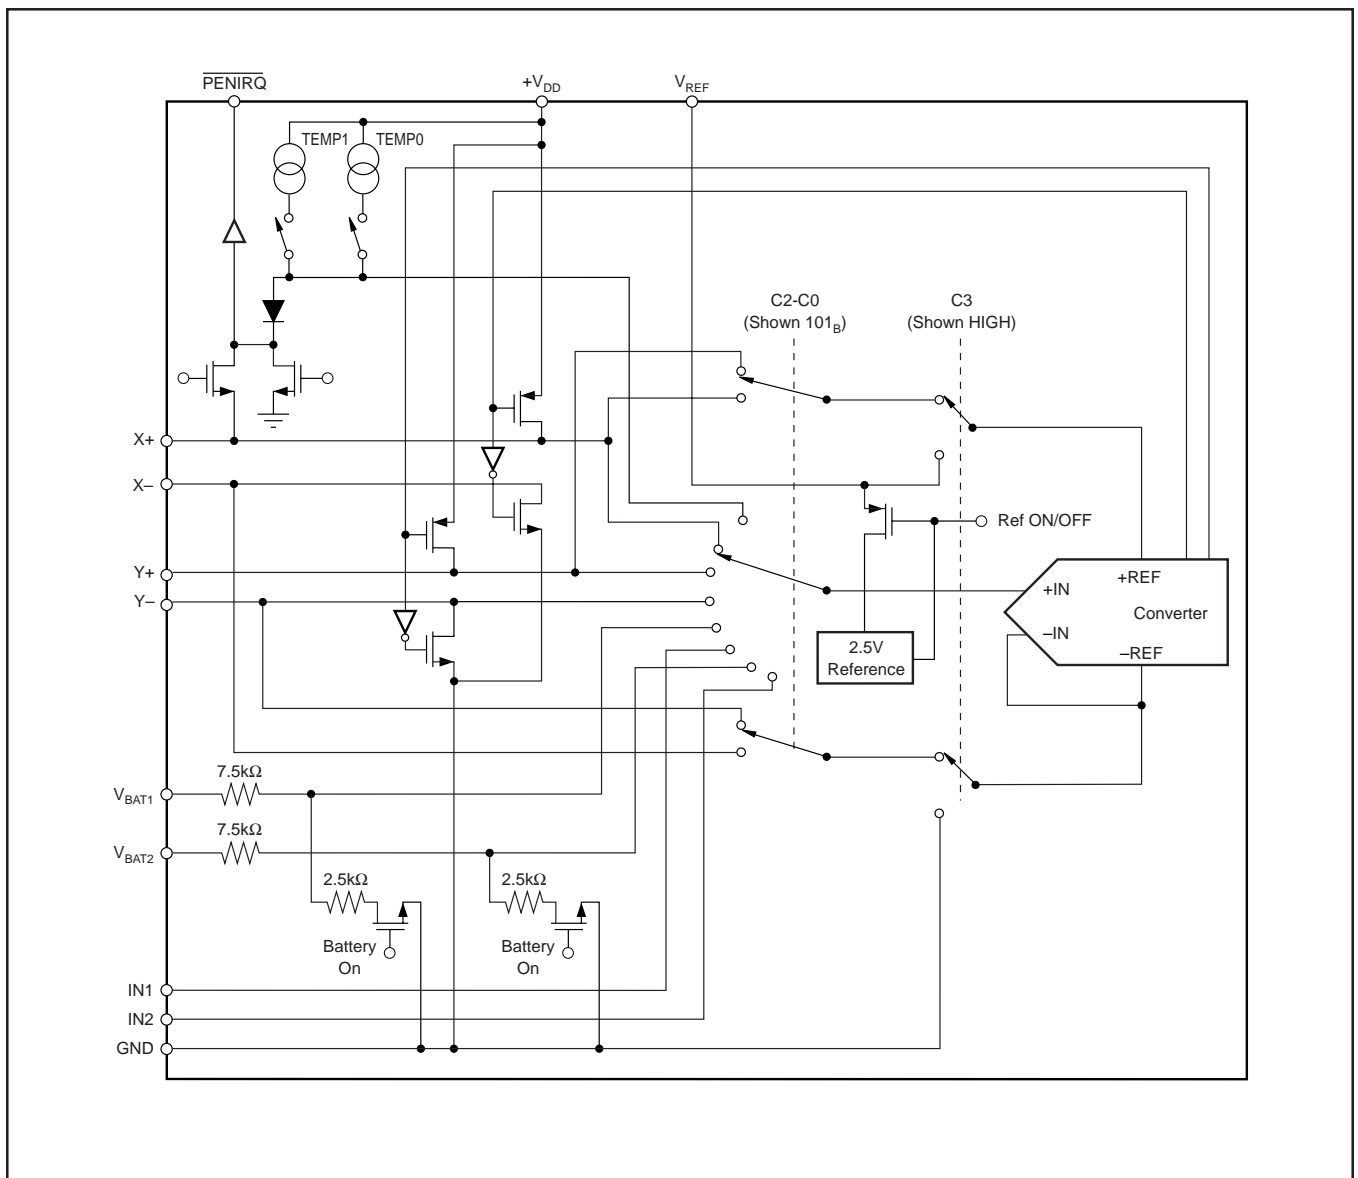 PENIRQ
+VDD
VREF
TEMP1
TEMP0
C2-C0
(Shown 101B)
C3
(Shown HIGH)
X+
X–
Ref ON/OFF
Y+
Y–
+IN
+REF
Converter
–IN
–REF
2.5V
Reference
7.5kΩ
VBAT1
7.5kΩ
VBAT2
2.5kΩ
2.5kΩ
Battery
On
Battery
On
IN1
IN2
GND